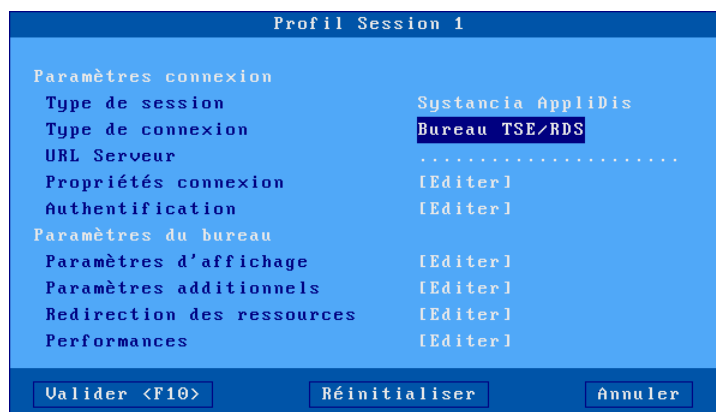 Profil Session 1
Paramètres connexion
Type de session Systancia AppliDis
Type de connexion Bureau TSE/RDS
URL Serveur ......................
Propriétés connexion [Editer]
Authentification [Editer]
Paramètres du bureau
Paramètres d'affichage [Editer]
Paramètres additionnels [Editer]
Redirection des ressources [Editer]
Performances [Editer]
Valider <F10> Réinitialiser Annuler